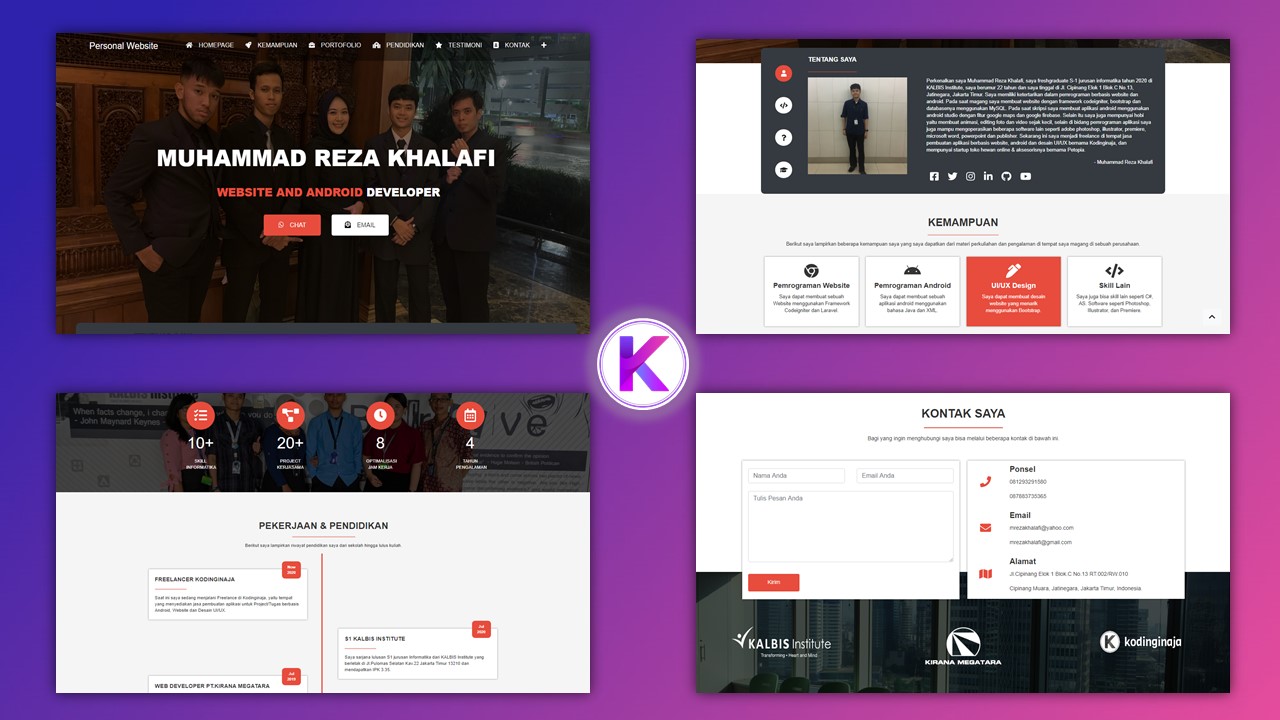 Personal Website
HOMEPAGE
KEMAMPUAN
PORTOFOLIO
PENDIDIKAN
TESTIMONI
KONTAK
MUHAMMAD REZA KHALAFI
WEBSITE AND ANDROID DEVELOPER
CHAT
EMAIL
TENTANG SAYA
Perkenalkan saya Muhammad Reza Khalafi, saya freshgraduate S-1 jurusan informatika tahun 2020 di
KALBIS Institute, saya berumur 22 tahun dan saya tinggal di Jl. Cipinang Elok 1 Blok C No.13,
Jatinegara, Jakarta Timur. Saya memiliki ketertarikan dalam pemrograman berbasis website dan
android. Pada saat magang saya membuat website dengan framework codeigniter, bootstrap dan
databasenya menggunakan MySQL. Pada saat skripsi saya membuat aplikasi android menggunakan
android studio dengan fitur google maps dan google firebase. Selain itu saya juga mempunyai hobi
yaitu membuat animasi, editing foto dan video sejak kecil, selain di bidang pemrograman aplikasi saya
juga mampu mengoperasikan beberapa software lain seperti adobe photoshop, illustrator, premiere,
microsoft word, powerpoint dan publisher. Sekarang ini saya menjadi freelance di tempat jasa
pembuatan aplikasi berbasis website, android dan desain UI/UX bernama Kodinginaja, dan
mempunyai startup toko hewan online & aksesorisnya bernama Petopia.
- Muhammad Reza Khalafi
KEMAMPUAN
Berikut saya lampirkan beberapa kemampuan saya yang saya dapatkan dari materi perkuliahan dan pengalaman di tempat saya magang di sebuah perusahaan.
Pemrograman Website
Saya dapat membuat sebuah
Website menggunakan Framework
Codeigniter dan Laravel.
Pemrograman Android
Saya dapat membuat sebuah
aplikasi android menggunakan
bahasa Java dan XML.
UI/UX Design
Saya dapat membuat desain
website yang menarik
menggunakan Bootstrap.
Skill Lain
Saya juga bisa skill lain seperti C#,
AS. Software seperti Photoshop,
Illustrator, dan Premiere.
K
When facts change, i cha
- John Maynard Keynes -
10+
SKILL
INFORMATIKA
20+
PROJECT
KERJASAMA
8
OPTIMALISASI
JAM KERJA
4
TAHUN
PENGALAMAN
PEKERJAAN & PENDIDIKAN
Berikut saya lampirkan riwayat pendidikan saya dari sekolah hingga lulus kuliah.
Nov
2020
FREELANCER KODINGINAJA
Saat ini saya sedang menjalani Freelance di Kodinginaja, yaitu tempat
yang menyediakan jasa pembuatan aplikasi untuk Project/Tugas berbasis
Android, Website dan Desain UI/UX.
Jul
2020
S1 KALBIS INSTITUTE
Saya sarjana lulusan S1 jurusan Informatika dari KALBIS Institute yang
berletak di Jl.Pulomas Selatan Kav.22 Jakarta Timur 13210 dan
mendapatkan IPK 3.35.
Jul
2019
WEB DEVELOPER PT.KIRANA MEGATARA
KONTAK SAYA
Bagi yang ingin menghubungi saya bisa melalui beberapa kontak di bawah ini.
Nama Anda
Email Anda
Tulis Pesan Anda
Kirim
Ponsel
081293291580
087883735365
Email
mrezakhalafi@yahoo.com
mrezakhalafi@gmail.com
Alamat
Jl.Cipinang Elok 1 Blok.C No.13 RT.002/RW.010
Cipinang Muara, Jatinegara, Jakarta Timur, Indonesia
KALBIS Institute
Transforming • Heart and Mind
KIRANA MEGATARA
K kodinginaja